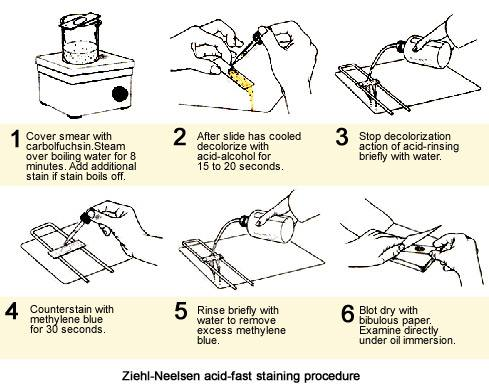 1 Cover smear with
carbolfuchsin.Steam
over boiling water for 8
minutes. Add additional
stain if stain boils off.
2 After slide has cooled
decolorize with
acid-alcohol for
15 to 20 seconds.
3 Stop decolorization
action of acid-rinsing
briefly with water.
4 Counterstain with
methylene blue
for 30 seconds.
5 Rinse briefly with
water to remove
excess methylene
blue.
6 Blot dry with
bibulous paper.
Examine directly
under oil immersion.
Ziehl-Neelsen acid-fast staining procedure